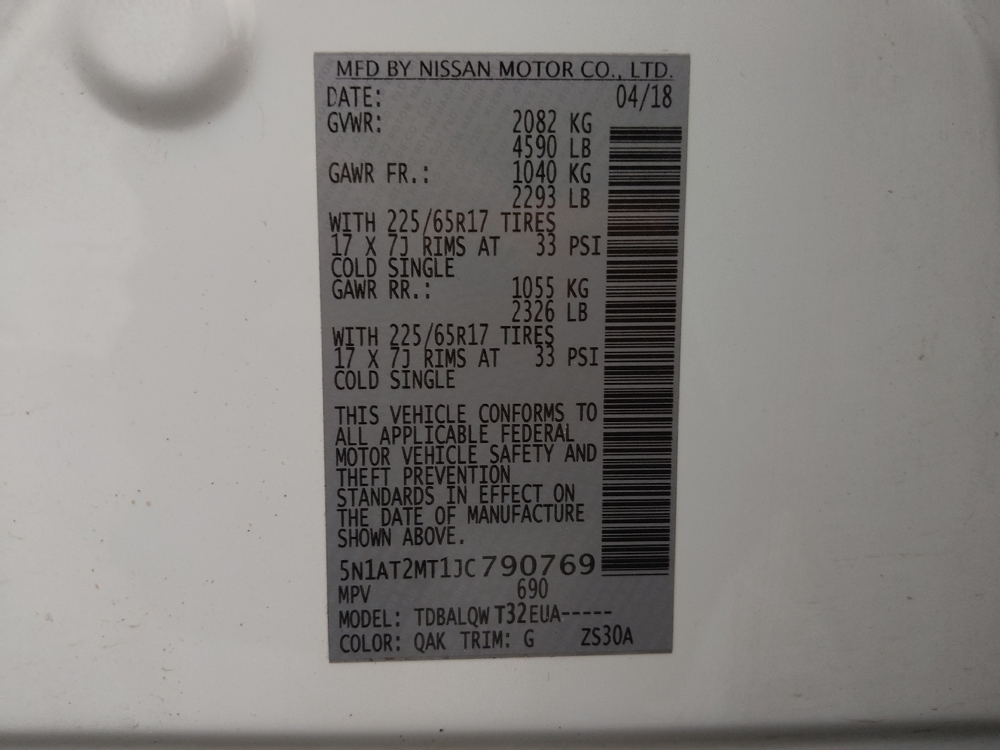 MFD BY NISSAN MOTOR CO., LTD.
DATE: 04/18
GVWR: 2082 KG
4590 LB
GAWR FR.: 1040 KG
2293 LB
WITH 225/65R17 TIRES
17 X 7J RIMS AT 33 PSI
COLD SINGLE
GAWR RR.: 1055 KG
2326 LB
WITH 225/65R17 TIRES
17 X 7J RIMS AT 33 PSI
COLD SINGLE
THIS VEHICLE CONFORMS TO
ALL APPLICABLE FEDERAL
MOTOR VEHICLE SAFETY AND
THEFT PREVENTION
STANDARDS IN EFFECT ON
THE DATE OF MANUFACTURE
SHOWN ABOVE.
5N1AT2MT1JC790769
MPV 690
MODEL: TDBALQW T32EUA-----
COLOR: QAK TRIM: G ZS30A